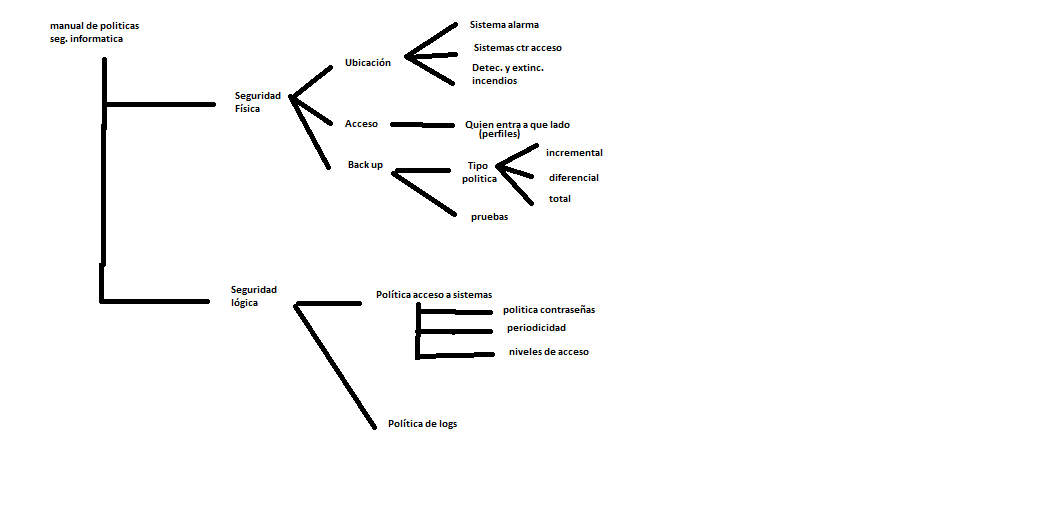 manual de politicas
seg. informatica
Seguridad
Física
Ubicación
Sistema alarma
Sistemas ctr acceso
Detec. y extinc.
incendios
Acceso
Quien entra a que lado
(perfiles)
Back up
Tipo
politica
incremental
diferencial
total
pruebas
Seguridad
lógica
Política acceso a sistemas
politica contraseñas
periodicidad
niveles de acceso
Política de logs